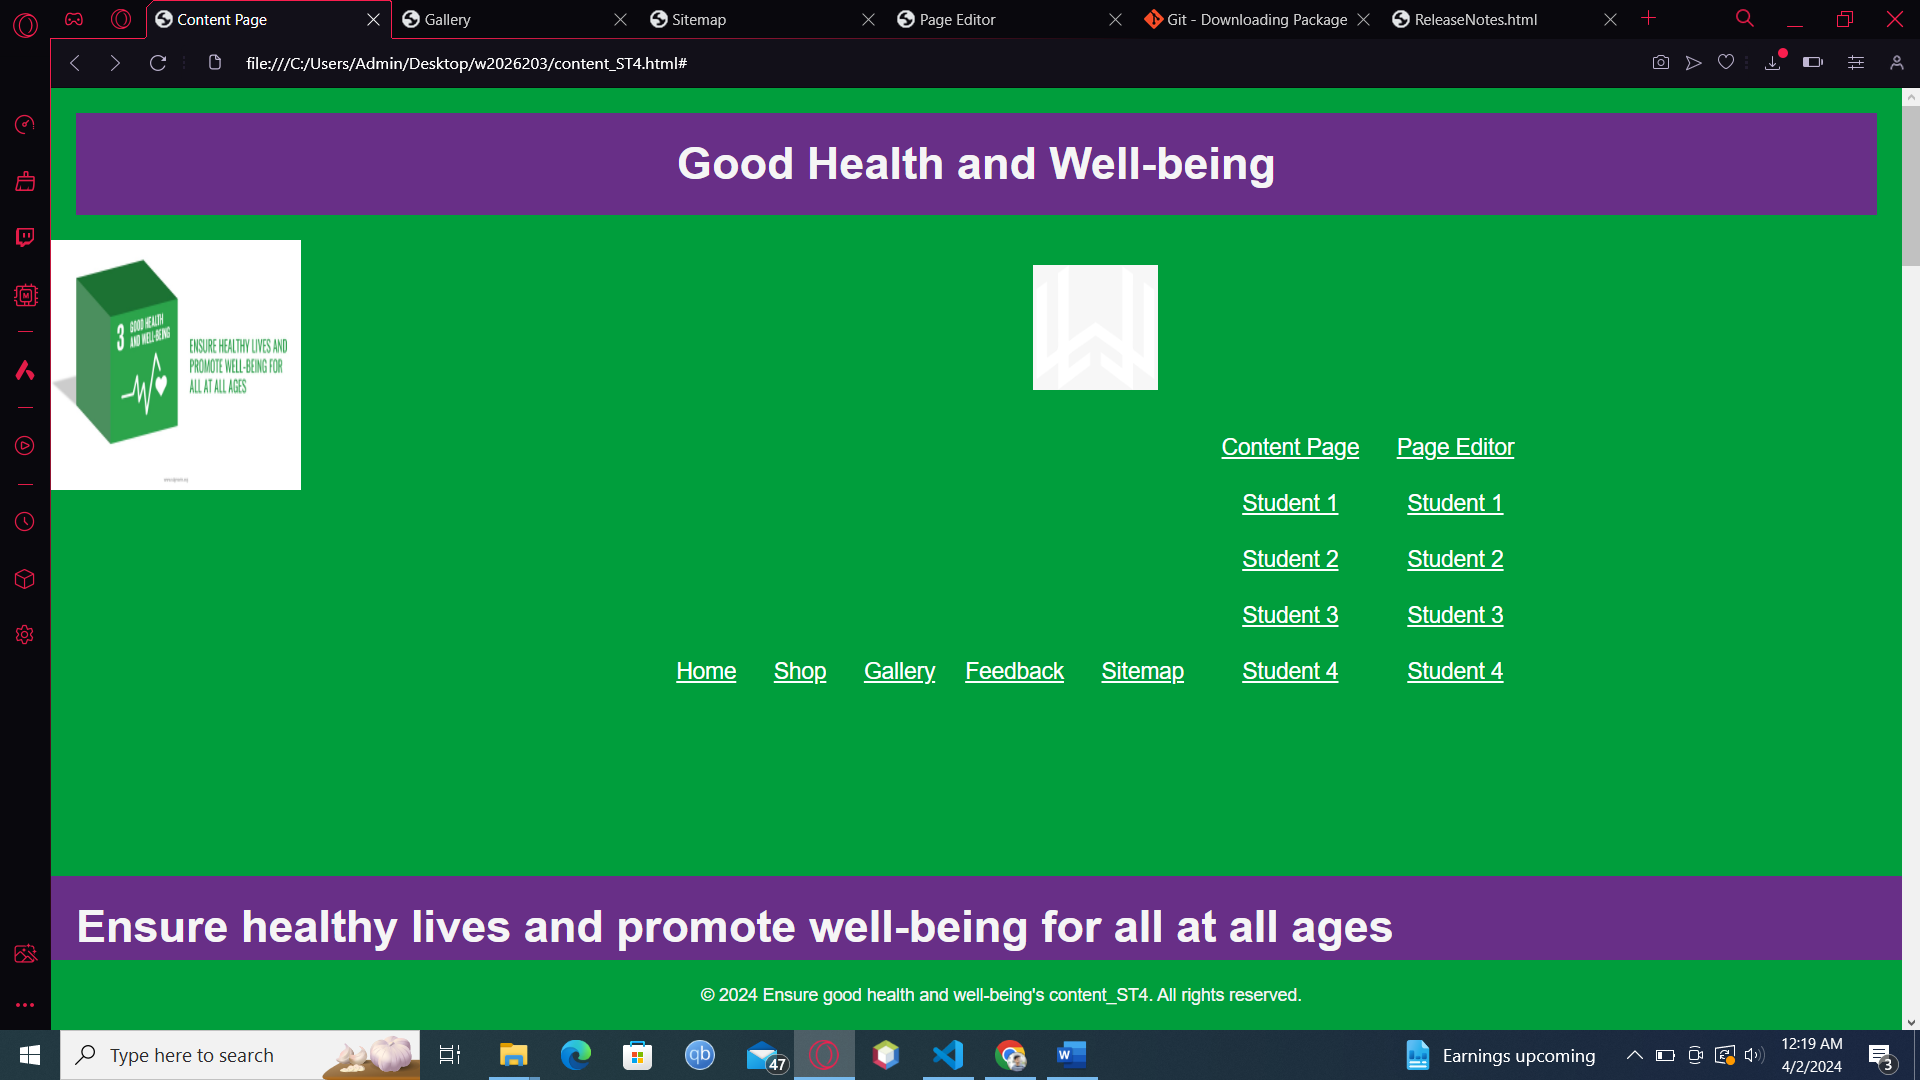 Content Page
Gallery
Sitemap
Page Editor
Git - Downloading Package
ReleaseNotes.html
file:///C:/Users/Admin/Desktop/w2026203/content_ST4.html#
Good Health and Well-being
3 GOOD HEALTH
AND WELL-BEING
ENSURE HEALTHY LIVES AND
PROMOTE WELL-BEING FOR
ALL AT ALL AGES
Content Page Page Editor
Student 1 Student 1
Student 2 Student 2
Student 3 Student 3
Home Shop Gallery Feedback Sitemap Student 4 Student 4
Ensure healthy lives and promote well-being for all at all ages
© 2024 Ensure good health and well-being's content_ST4. All rights reserved.
Type here to search
qb
47
W
Earnings upcoming
12:19 AM
4/2/2024
3